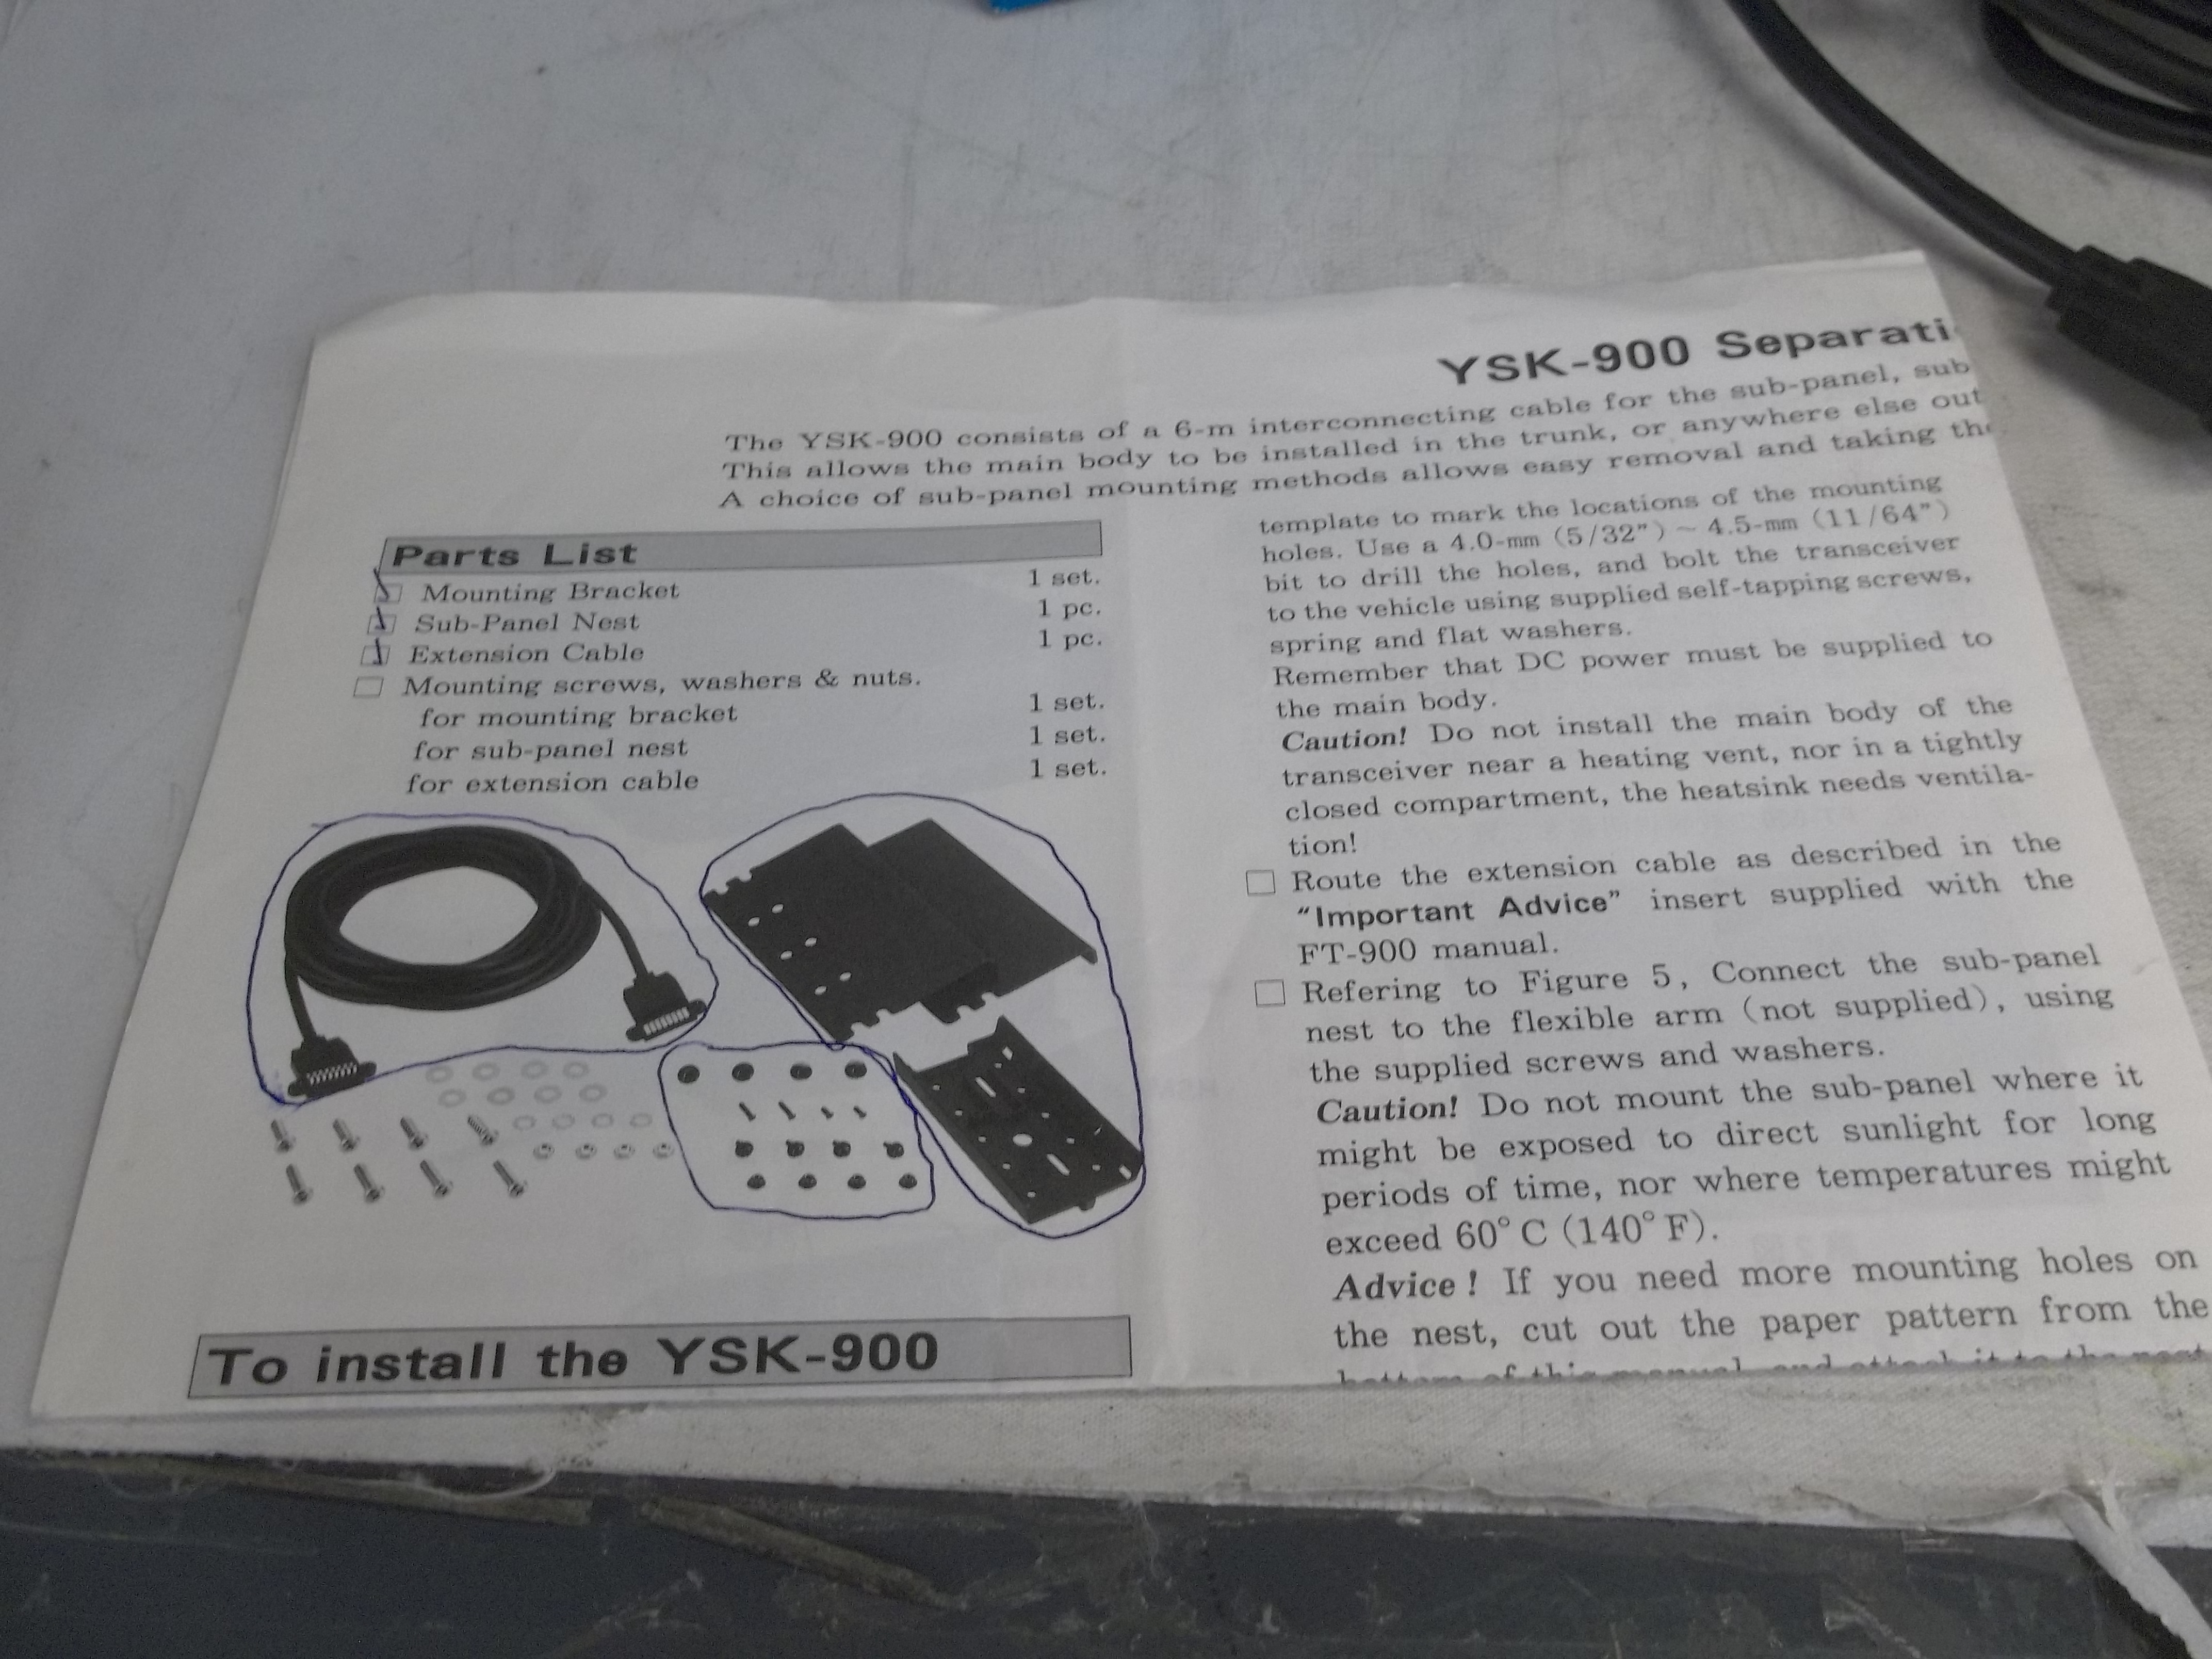 YSK-900
The YSK-900 consists of a 6-m interconnecting cable for the sub-panel,
This allows the main body to be installed in the trunk, or anywhere else out
A choice of sub-panel mounting methods allows easy removal and taking
Parts List
Mounting Bracket 1 set.
Sub-Panel Nest 1 pc.
Extension Cable 1 pc.
Mounting screws, washers & nuts.
for mounting bracket 1 set.
for sub-panel nest 1 set.
for extension cable 1 set.
To install the YSK-900
template to mark the locations of the mounting
holes. Use a 4.0-mm (5/32") ~ 4.5-mm (11/64")
bit to drill the holes, and bolt the transceiver
to the vehicle using supplied self-tapping screws,
spring and flat washers.
Remember that DC power must be supplied to
the main body.
Caution! Do not install the main body of the
transceiver near a heating vent, nor in a tightly
closed compartment, the heatsink needs ventila-
tion!
Route the extension cable as described in the
"Important Advice" insert supplied with the
FT-900 manual.
Refering to Figure 5, Connect the sub-panel
nest to the flexible arm (not supplied), using
the supplied screws and washers.
Caution! Do not mount the sub-panel where it
might be exposed to direct sunlight for long
periods of time, nor where temperatures might
exceed 60°C (140°F).
Advice! If you need more mounting holes on
the nest, cut out the paper pattern from the